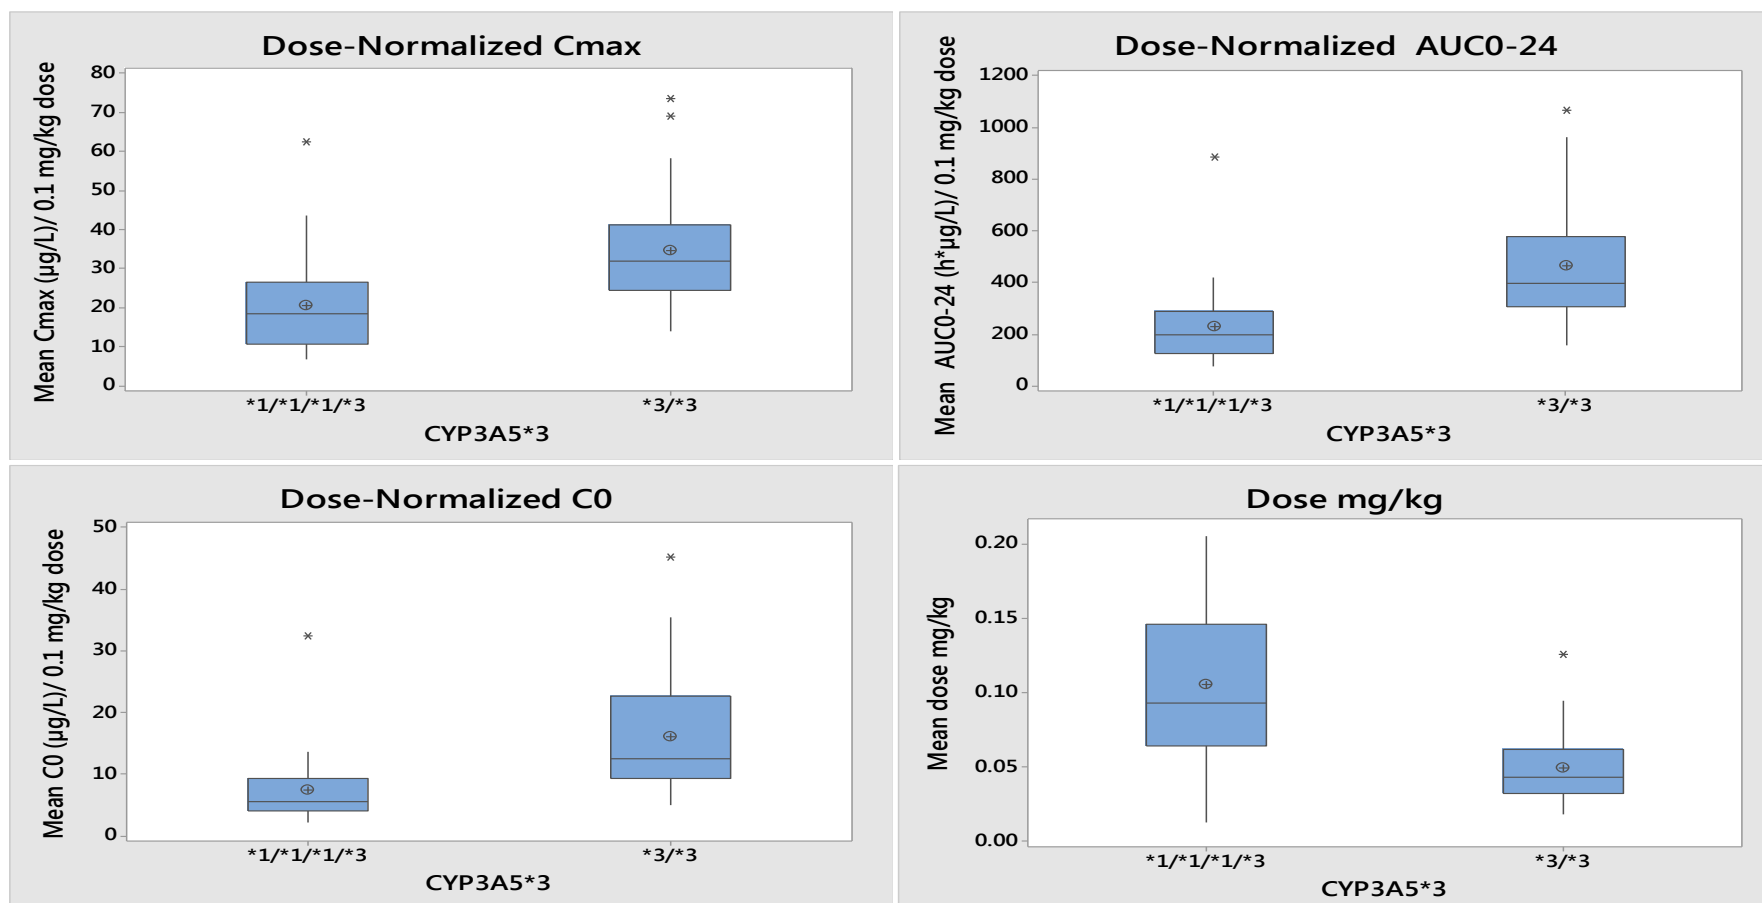 Dose-Normalized Cmax
Mean Cmax (µg/L)/ 0.1 mg/kg dose
80
70
60
50
40
30
20
10
0
*1/*1/*1/*3
*3/*3
CYP3A5*3
Dose-Normalized AUC0-24
Mean AUC0-24 (h*µg/L)/ 0.1 mg/kg dose
1200
1000
800
600
400
200
0
*1/*1/*1/*3
*3/*3
CYP3A5*3
Dose-Normalized C0
Mean C0 (µg/L)/ 0.1 mg/kg dose
50
40
30
20
10
0
*1/*1/*1/*3
*3/*3
CYP3A5*3
Dose mg/kg
Mean dose mg/kg
0.20
0.15
0.10
0.05
0.00
*1/*1/*1/*3
*3/*3
CYP3A5*3